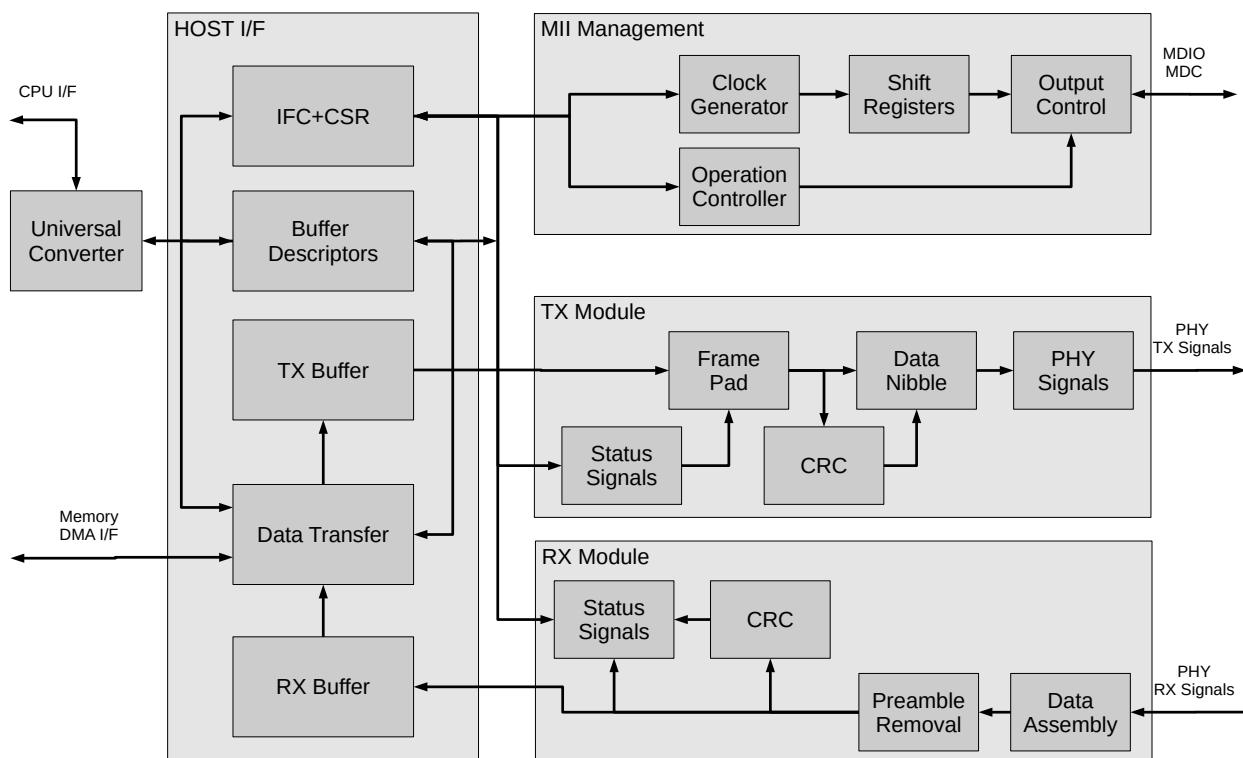 HOST I/F
MII Management
CPU I/F
IFC+CSR
Clock
Generator
Shift
Registers
Output
Control
MDIO
MDC
Operation
Controller
Universal
Converter
Buffer
Descriptors
TX Module
TX Buffer
Frame
Pad
Data
Nibble
PHY
Signals
PHY
TX Signals
Status
Signals
CRC
Memory
DMA I/F
Data Transfer
RX Module
Status
Signals
CRC
RX Buffer
Preamble
Removal
Data
Assembly
PHY
RX Signals